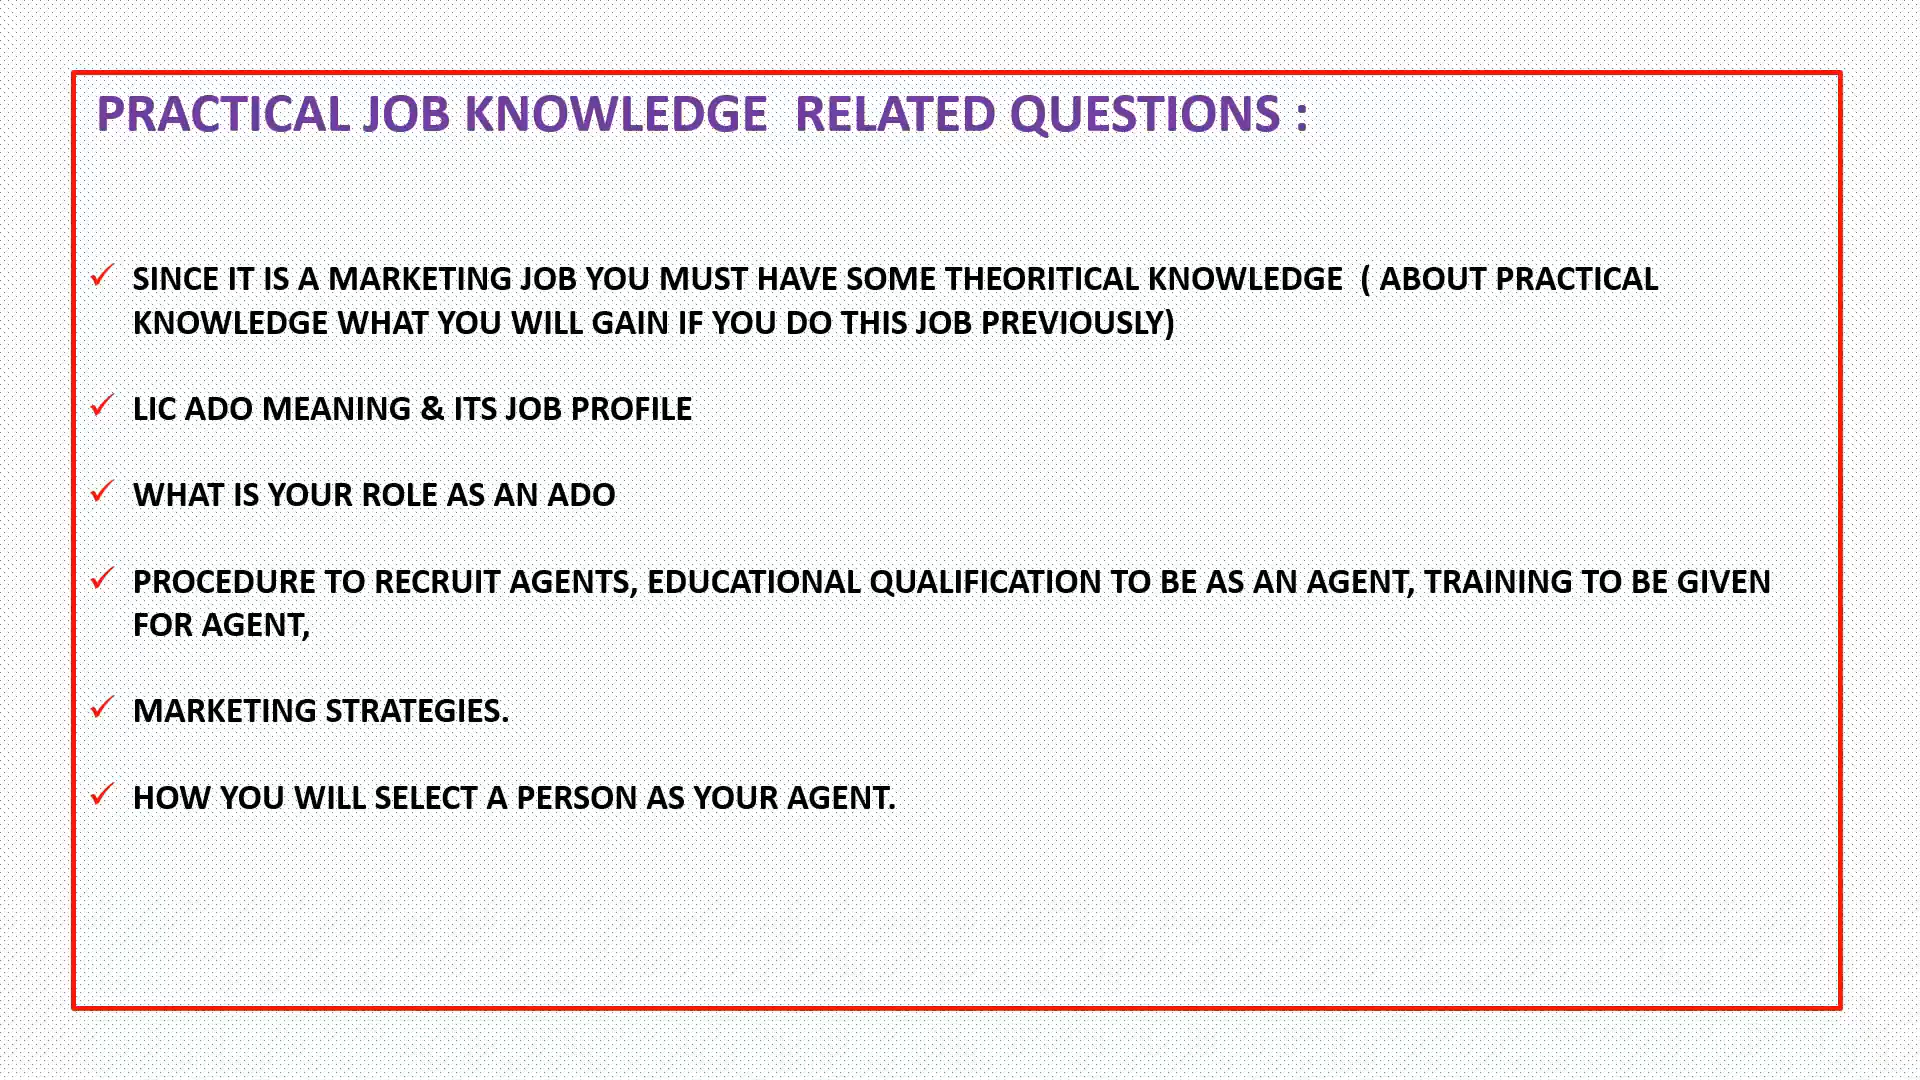 PRACTICAL JOB KNOWLEDGE  RELATED QUESTIONS :
✓ SINCE IT IS A MARKETING JOB YOU MUST HAVE SOME THEORITICAL KNOWLEDGE  ( ABOUT PRACTICAL
KNOWLEDGE WHAT YOU WILL GAIN IF YOU DO THIS JOB PREVIOUSLY)
✓ LIC ADO MEANING & ITS JOB PROFILE
✓ WHAT IS YOUR ROLE AS AN ADO
✓ PROCEDURE TO RECRUIT AGENTS, EDUCATIONAL QUALIFICATION TO BE AS AN AGENT, TRAINING TO BE GIVEN
FOR AGENT,
✓ MARKETING STRATEGIES.
✓ HOW YOU WILL SELECT A PERSON AS YOUR AGENT.